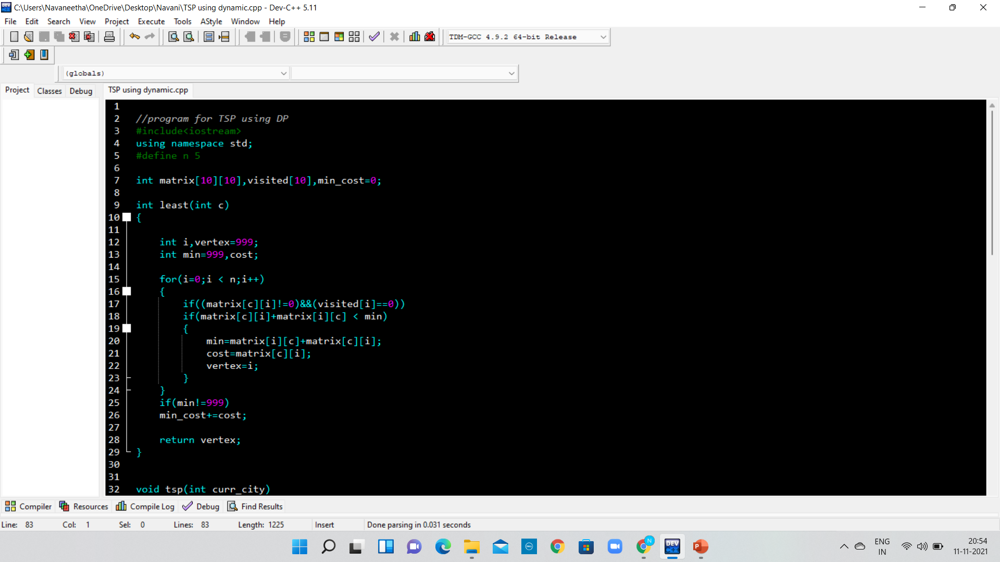 C:\Users\Navaneetha\OneDrive\Desktop\Navani\TSP using dynamic.cpp - Dev-C++ 5.11
File Edit Search View Project Execute Tools AStyle Window Help
TDM-GCC 4.9.2 64-bit Release
(globals)
Project Classes Debug TSP using dynamic.cpp
1
2 //program for TSP using DP
3 #include<iostream>
4 using namespace std;
5 #define n 5
6
7 int matrix[10][10],visited[10],min_cost=0;
8
9 int least(int c)
10 {
11
12 int i,vertex=999;
13 int min=999,cost;
14
15 for(i=0;i < n;i++)
16 {
17 if((matrix[c][i]!=0)&&(visited[i]==0))
18 if(matrix[c][i]+matrix[i][c] < min)
19 {
20 min=matrix[i][c]+matrix[c][i];
21 cost=matrix[c][i];
22 vertex=i;
23 }
24 }
25 if(min!=999)
26 min_cost+=cost;
27
28 return vertex;
29 }
30
31
32 void tsp(int curr_city)
Compiler Resources Compile Log Debug Find Results
Line: 83 Col: 1 Sel: 0 Lines: 83 Length: 1225 Insert Done parsing in 0.031 seconds
DELL N DEV C++ P
ENG 20:54
IN 11-11-2021